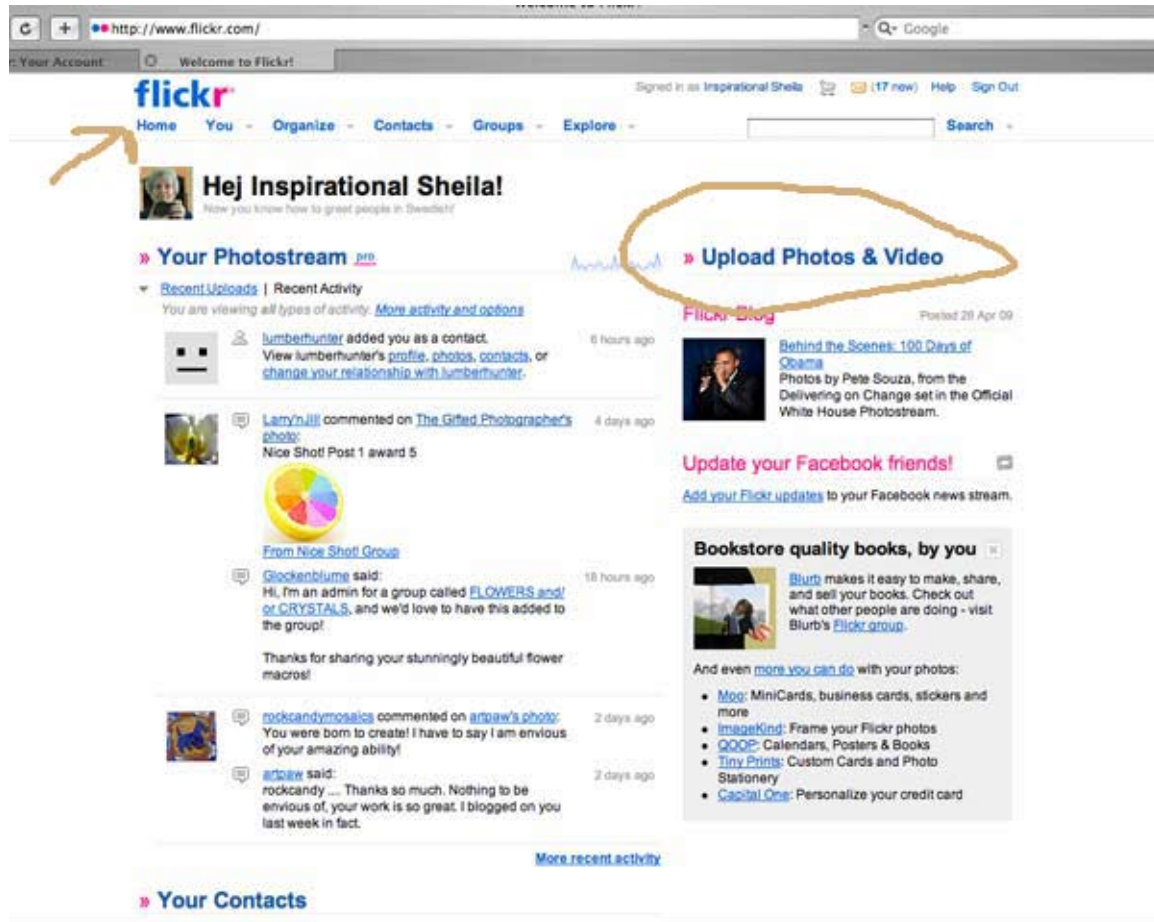 http://www.flickr.com/
Google
Your Account
Welcome to Flickr!
flickr
Signed in as Inspirational Sheila (17 new) Help Sign Out
Home You Organize Contacts Groups Explore Search
Hej Inspirational Sheila!
Now you know how to greet people in Swedish!
» Your Photostream pro
Recent Uploads | Recent Activity
You are viewing all types of activity. More activity and options
lumberhunter added you as a contact. 6 hours ago
View lumberhunter's profile, photos, contacts, or
change your relationship with lumberhunter.
Larry'nJill commented on The Gifted Photographer's 4 days ago
photo:
Nice Shot! Post 1 award 5
From Nice Shot! Group
Glockenblume said: 18 hours ago
Hi, I'm an admin for a group called FLOWERS and/
or CRYSTALS, and we'd love to have this added to
the group!
Thanks for sharing your stunningly beautiful flower
macros!
rockcandymosaics commented on artpaw's photo: 2 days ago
You were born to create! I have to say I am envious
of your amazing ability!
artpaw said: 2 days ago
rockcandy .... Thanks so much. Nothing to be
envious of, your work is so great. I blogged on you
last week in fact.
More recent activity
» Your Contacts
» Upload Photos & Video
Flickr Blog Posted 28 Apr 09
Behind the Scenes: 100 Days of
Obama
Photos by Pete Souza, from the
Delivering on Change set in the Official
White House Photostream.
Update your Facebook friends!
Add your Flickr updates to your Facebook news stream.
Bookstore quality books, by you
Blurb makes it easy to make, share,
and sell your books. Check out
what other people are doing - visit
Blurb's Flickr group.
And even more you can do with your photos:
Moo: MiniCards, business cards, stickers and
more
ImageKind: Frame your Flickr photos
QOOP: Calendars, Posters & Books
Tiny Prints: Custom Cards and Photo
Stationery
Capital One: Personalize your credit card